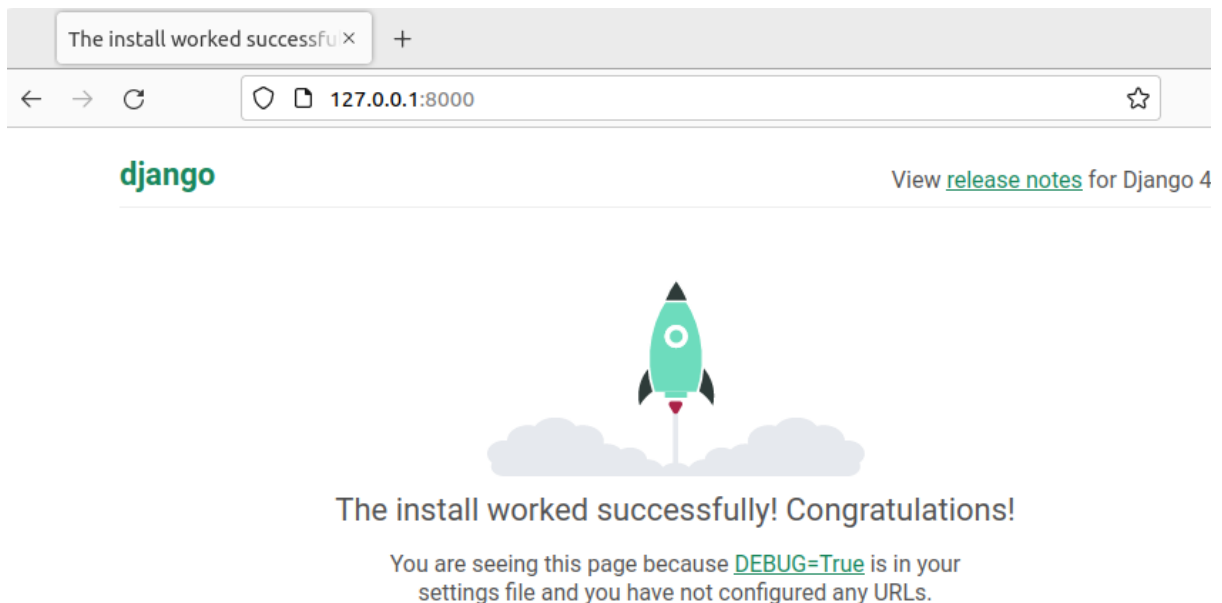 The install worked successfu
127.0.0.1:8000
django
View release notes for Django 4
The install worked successfully! Congratulations!
You are seeing this page because DEBUG=True is in your
settings file and you have not configured any URLs.